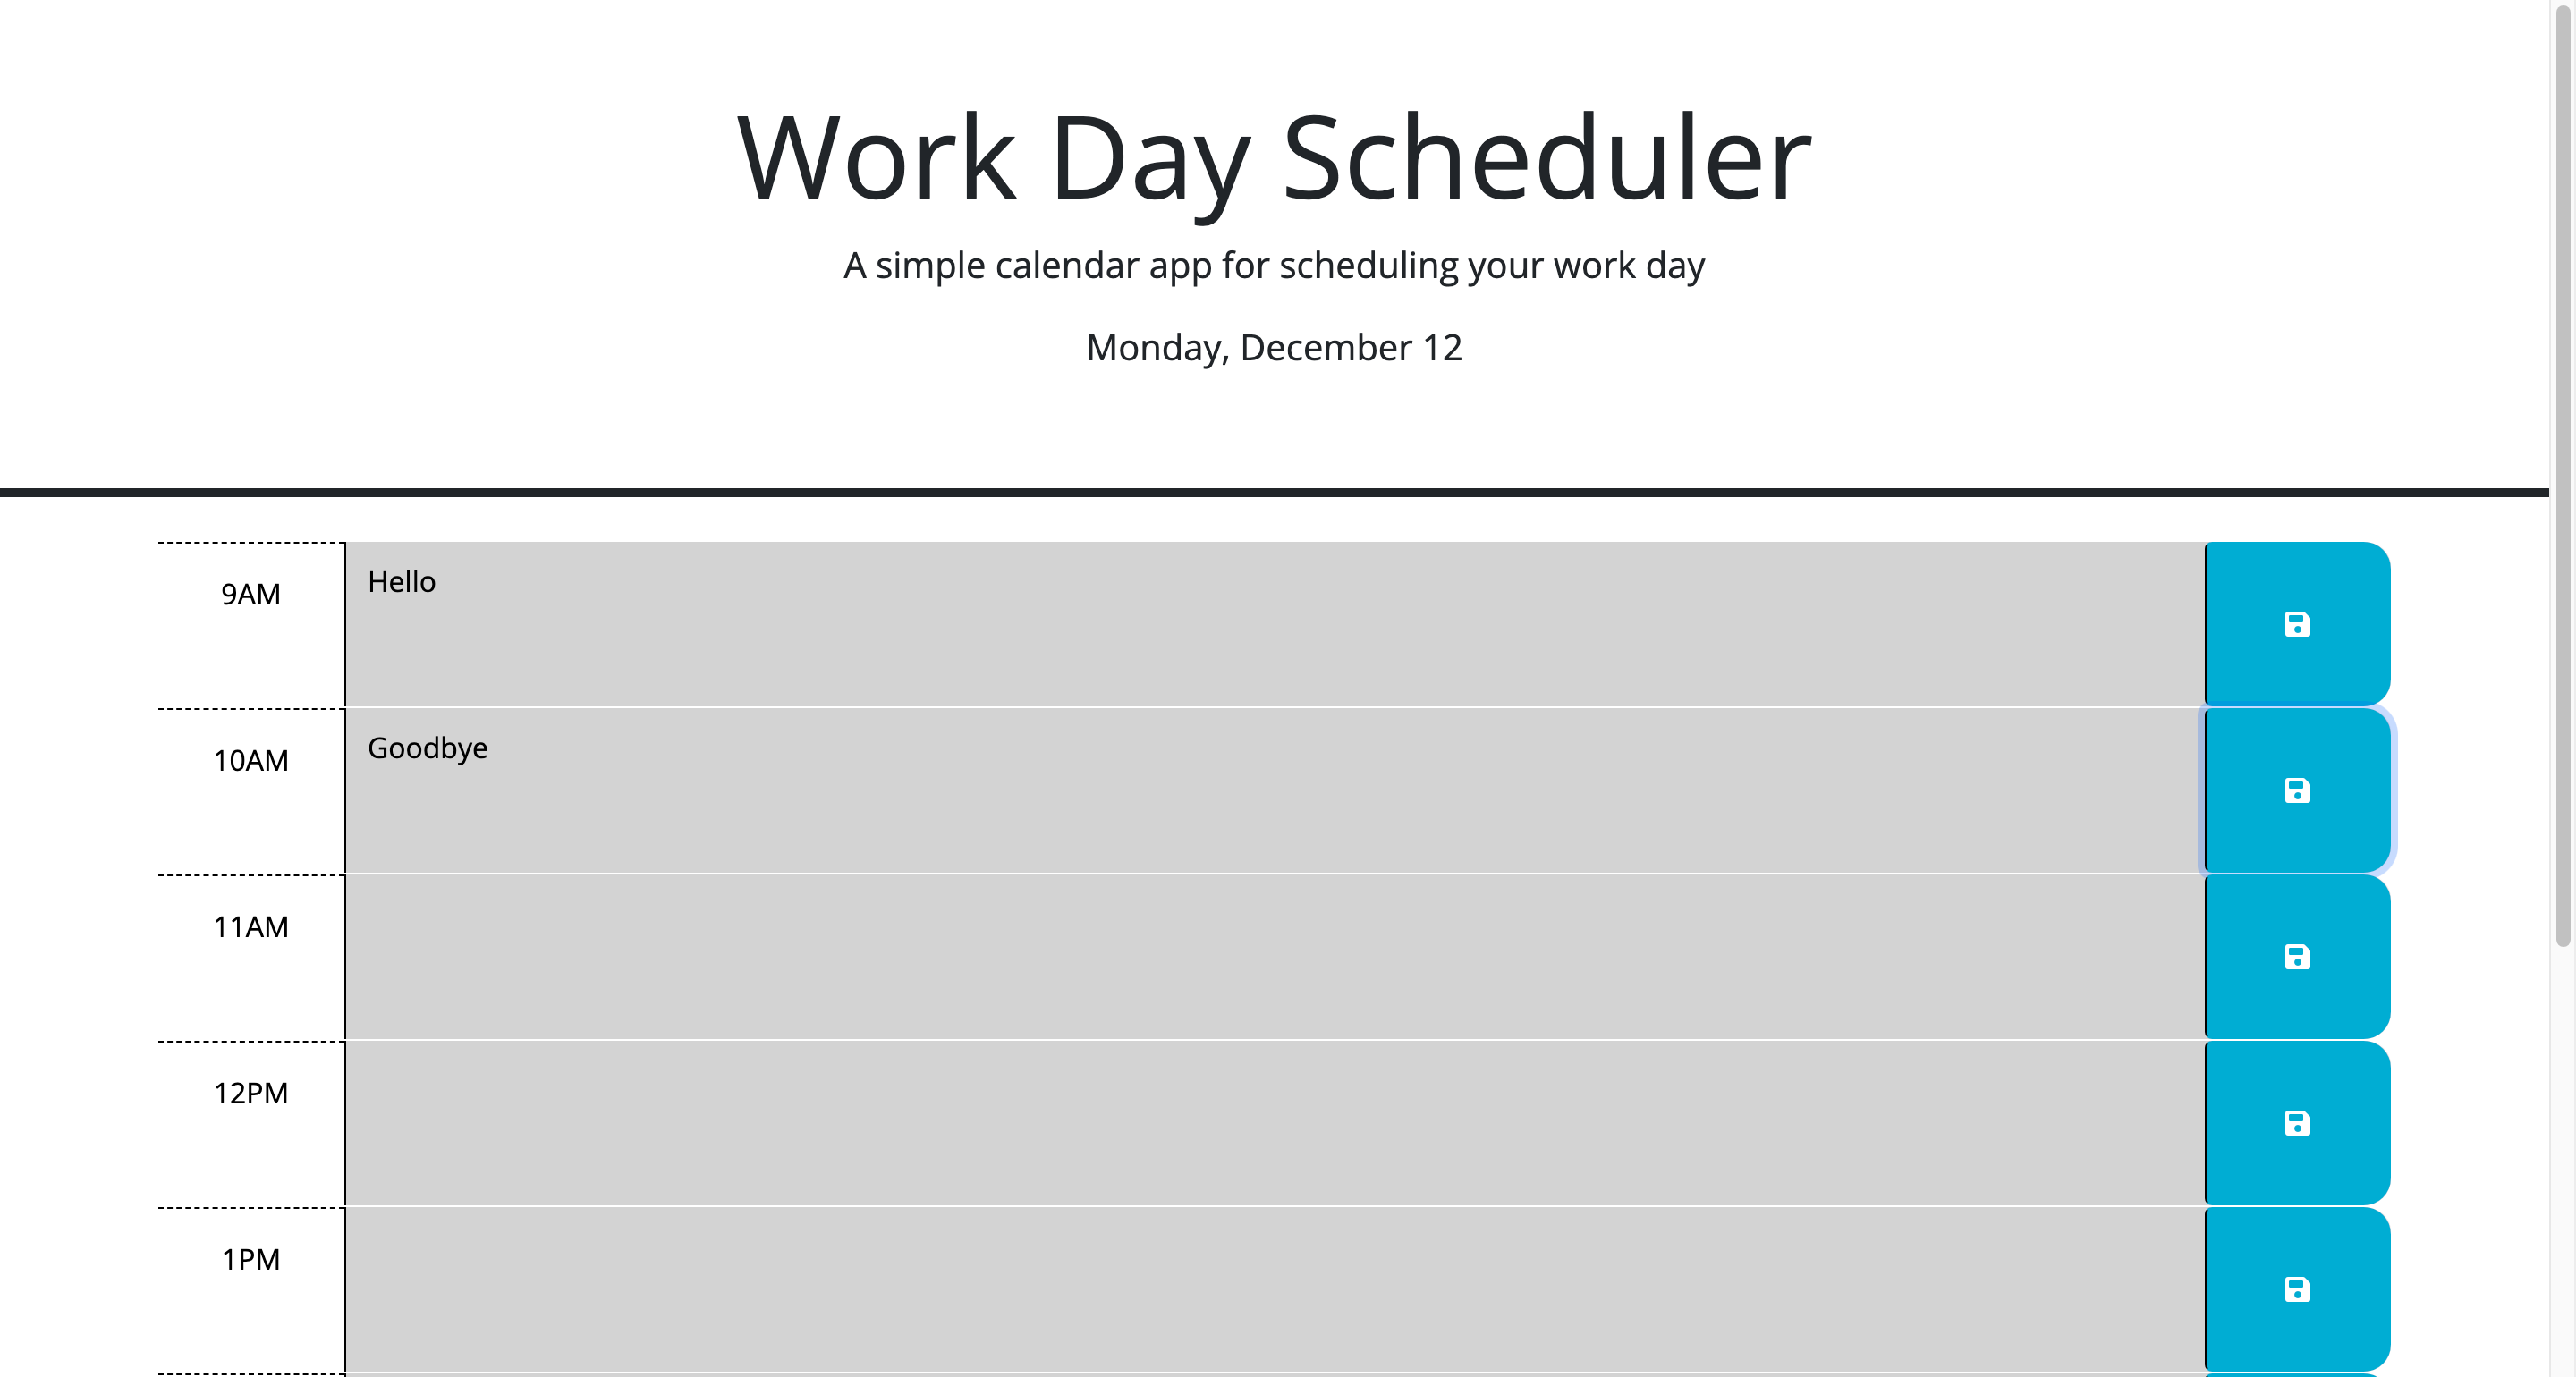 Work Day Scheduler
A simple calendar app for scheduling your work day
Monday, December 12
9AM
Hello
10AM
Goodbye
11AM
12PM
1PM